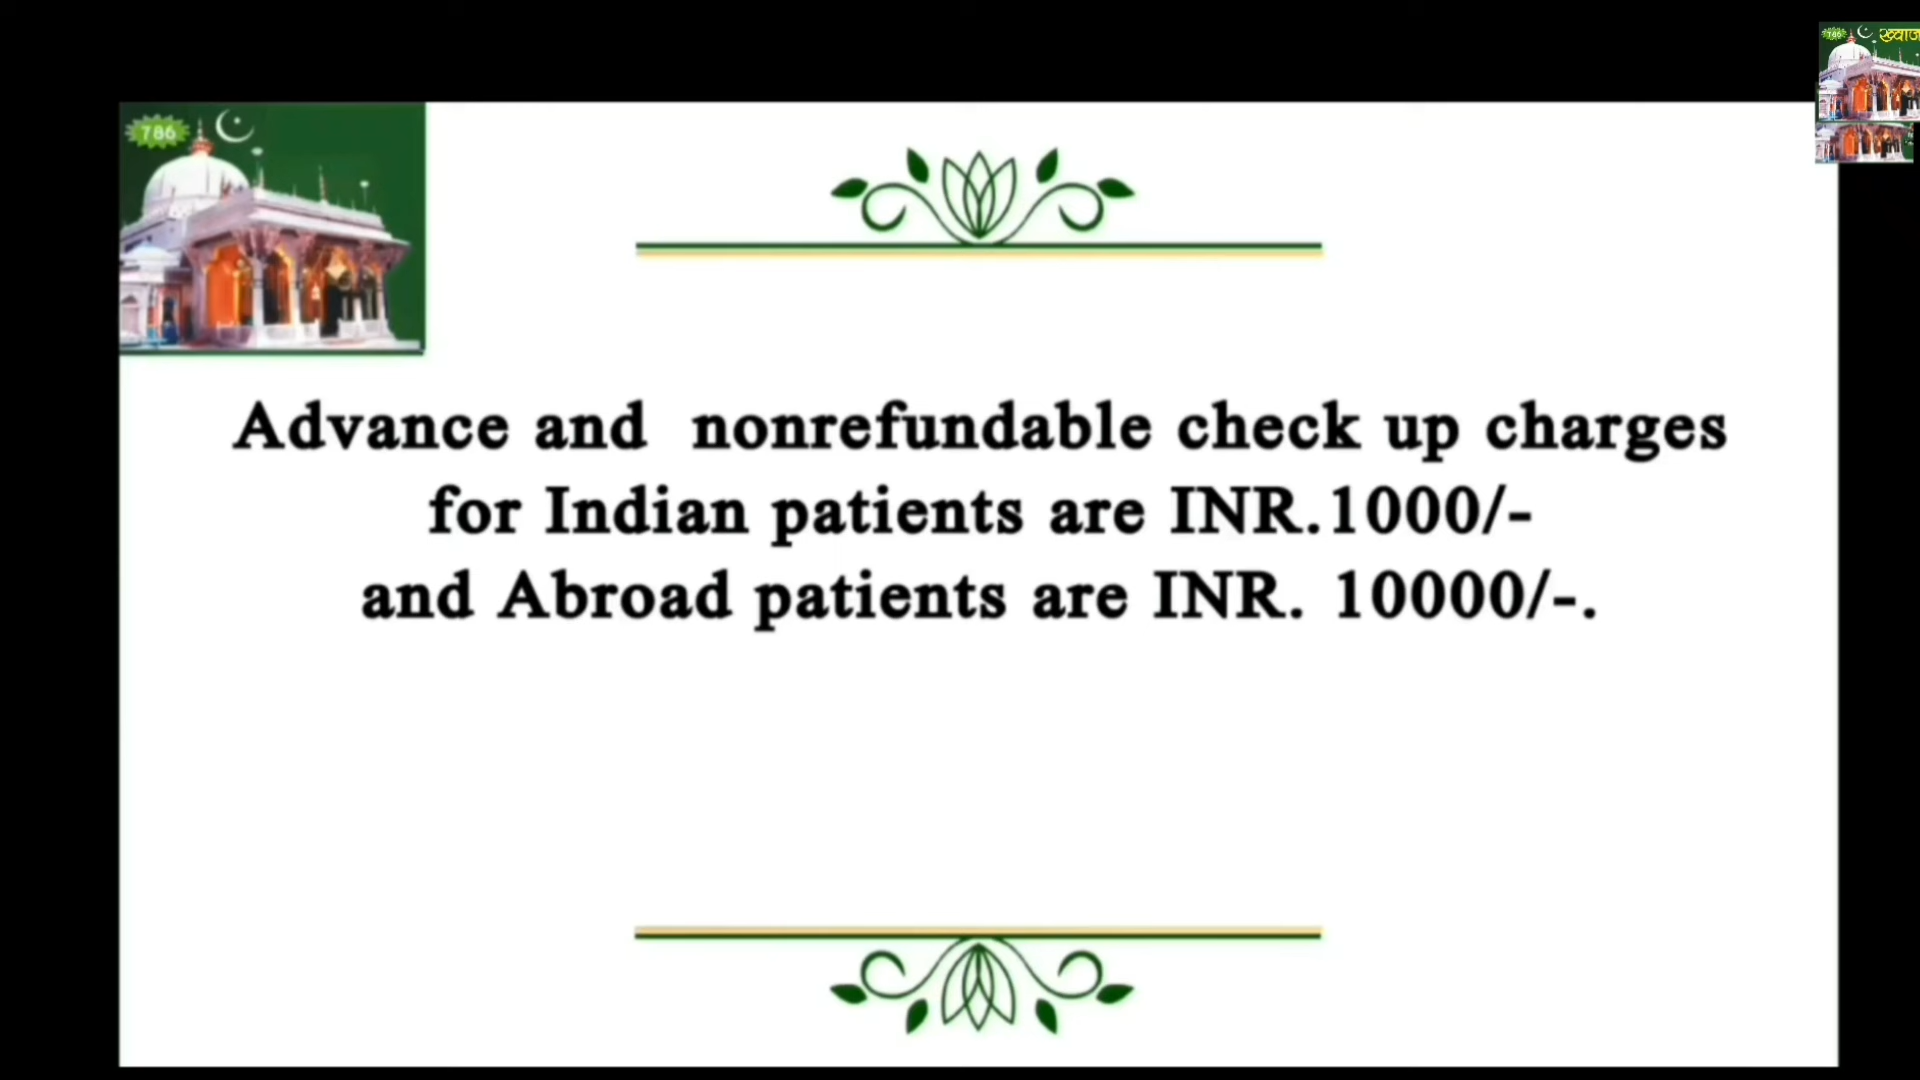 786
ख्वाज
786
Advance and nonrefundable check up charges
for Indian patients are INR.1000/-
and Abroad patients are INR. 10000/-.